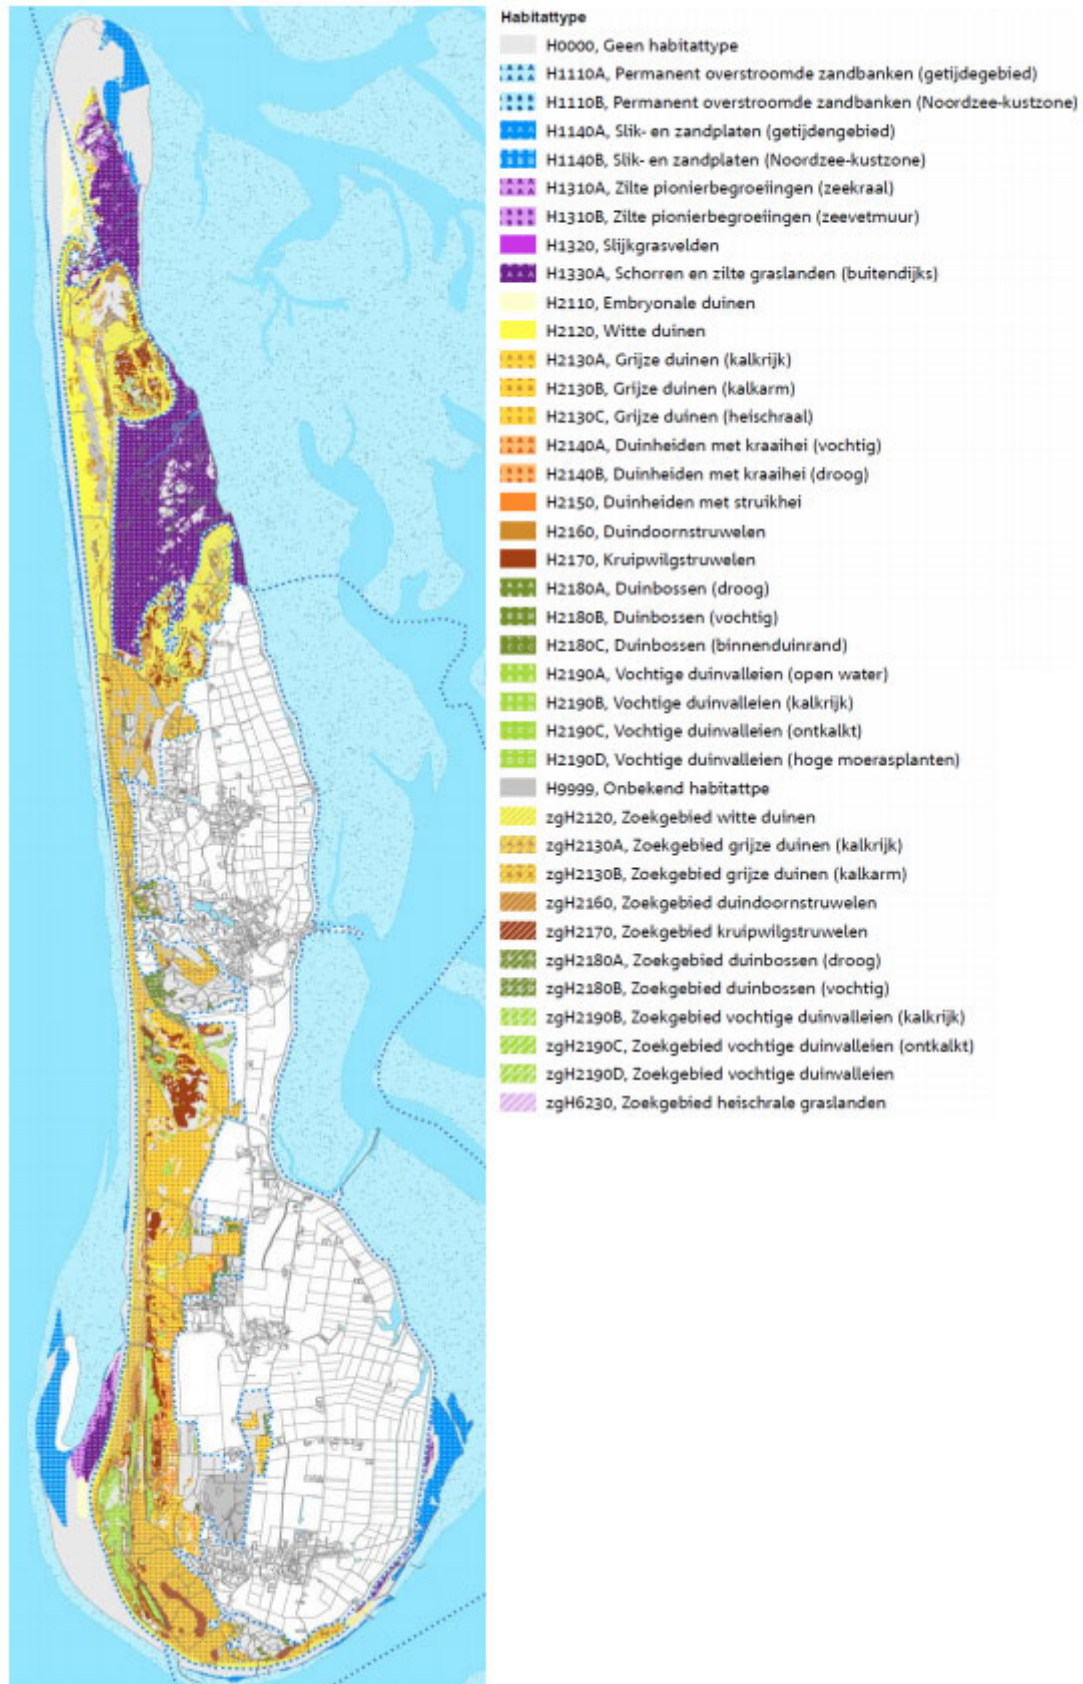 Habitattype
H0000, Geen habitattype
H1110A, Permanent overstroomde zandbanken (getijdegebied)
H1110B, Permanent overstroomde zandbanken (Noordzee-kustzone)
H1140A, Slik- en zandplaten (getijdengebied)
H1140B, Slik- en zandplaten (Noordzee-kustzone)
H1310A, Zilte pionierbegroeiingen (zeekraal)
H1310B, Zilte pionierbegroeiingen (zeevetmuur)
H1320, Slijkgrasvelden
H1330A, Schorren en zilte graslanden (buitendijks)
H2110, Embryonale duinen
H2120, Witte duinen
H2130A, Grijze duinen (kalkrijk)
H2130B, Grijze duinen (kalkarm)
H2130C, Grijze duinen (heischraal)
H2140A, Duinheiden met kraaihei (vochtig)
H2140B, Duinheiden met kraaihei (droog)
H2150, Duinheiden met struikhei
H2160, Duindoornstruwelen
H2170, Kruipwilgstruwelen
H2180A, Duinbossen (droog)
H2180B, Duinbossen (vochtig)
H2180C, Duinbossen (binnenduinrand)
H2190A, Vochtige duinvalleien (open water)
H2190B, Vochtige duinvalleien (kalkrijk)
H2190C, Vochtige duinvalleien (ontkalkt)
H2190D, Vochtige duinvalleien (hoge moerasplanten)
H9999, Onbekend habitattpe
zgH2120, Zoekgebied witte duinen
zgH2130A, Zoekgebied grijze duinen (kalkrijk)
zgH2130B, Zoekgebied grijze duinen (kalkarm)
zgH2160, Zoekgebied duindoornstruwelen
zgH2170, Zoekgebied kruipwilgstruwelen
zgH2180A, Zoekgebied duinbossen (droog)
zgH2180B, Zoekgebied duinbossen (vochtig)
zgH2190B, Zoekgebied vochtige duinvalleien (kalkrijk)
zgH2190C, Zoekgebied vochtige duinvalleien (ontkalkt)
zgH2190D, Zoekgebied vochtige duinvalleien
zgH6230, Zoekgebied heischrale graslanden